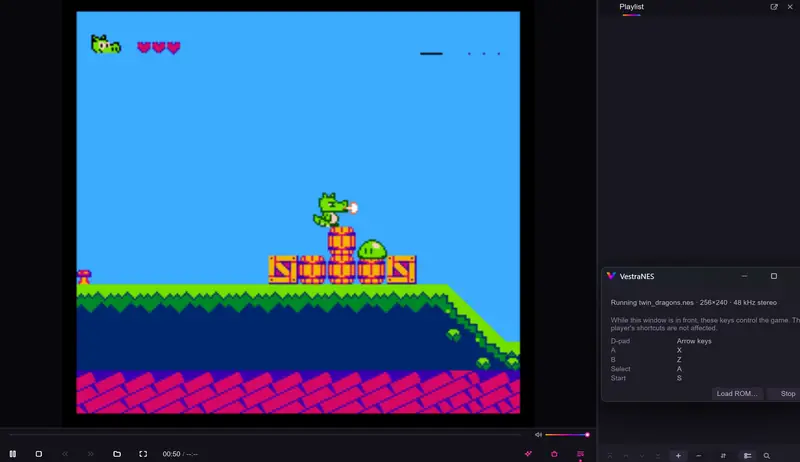 Playlist
VestraNES
Running twin_dragons.nes · 256×240 · 48 kHz stereo
While this window is in front, these keys control the game. Th
player's shortcuts are not affected.
D-pad Arrow keys
A X
B Z
Select A
Start S
Load ROM... Stop
00:50 / --:--